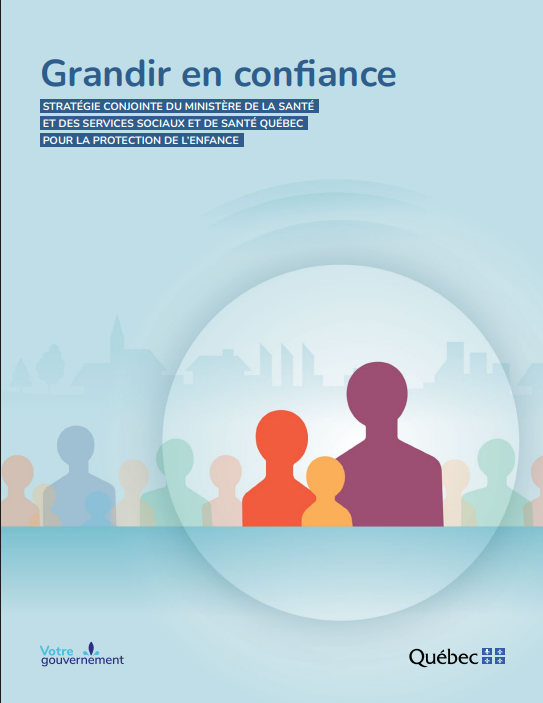 Grandir en confiance
STRATÉGIE CONJOINTE DU MINISTÈRE DE LA SANTÉ
ET DES SERVICES SOCIAUX ET DE SANTÉ QUÉBEC
POUR LA PROTECTION DE L'ENFANCE
Votre
gouvernement
Québec